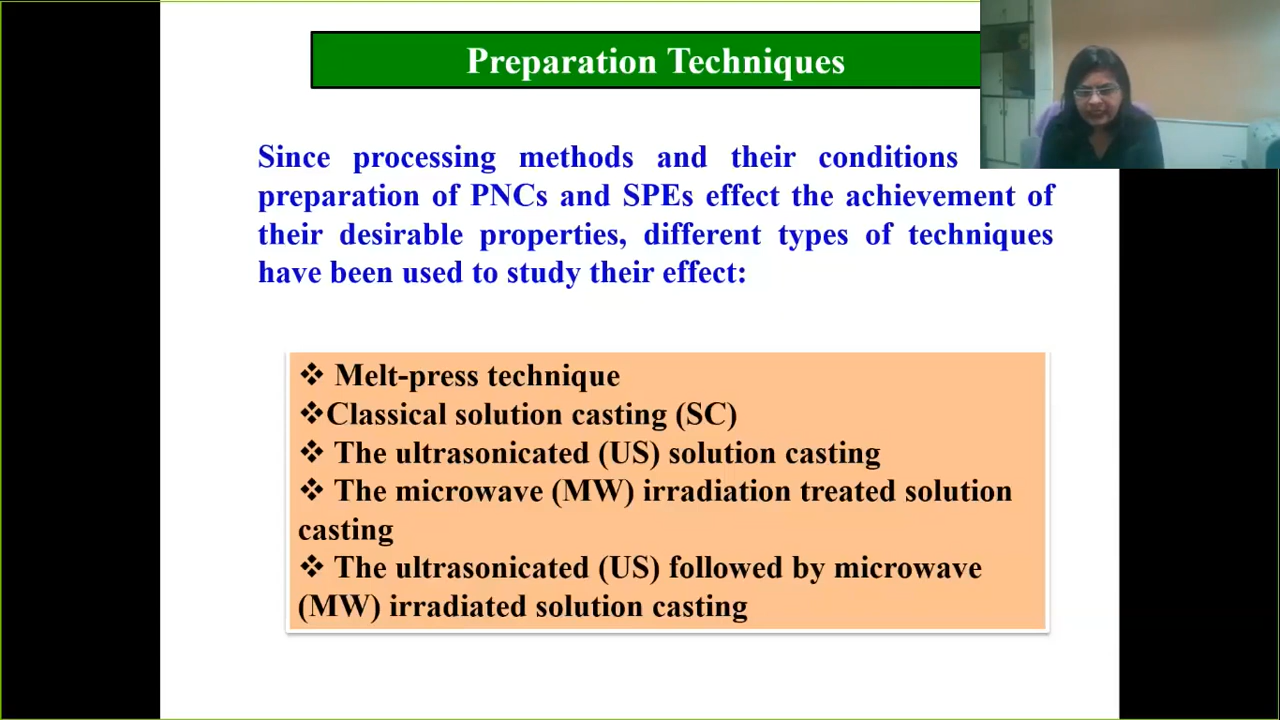 Preparation Techniques
Since processing methods and their conditions
preparation of PNCs and SPEs effect the achievement of
their desirable properties, different types of techniques
have been used to study their effect:
❖ Melt-press technique
❖Classical solution casting (SC)
❖ The ultrasonicated (US) solution casting
❖ The microwave (MW) irradiation treated solution
casting
❖ The ultrasonicated (US) followed by microwave
(MW) irradiated solution casting